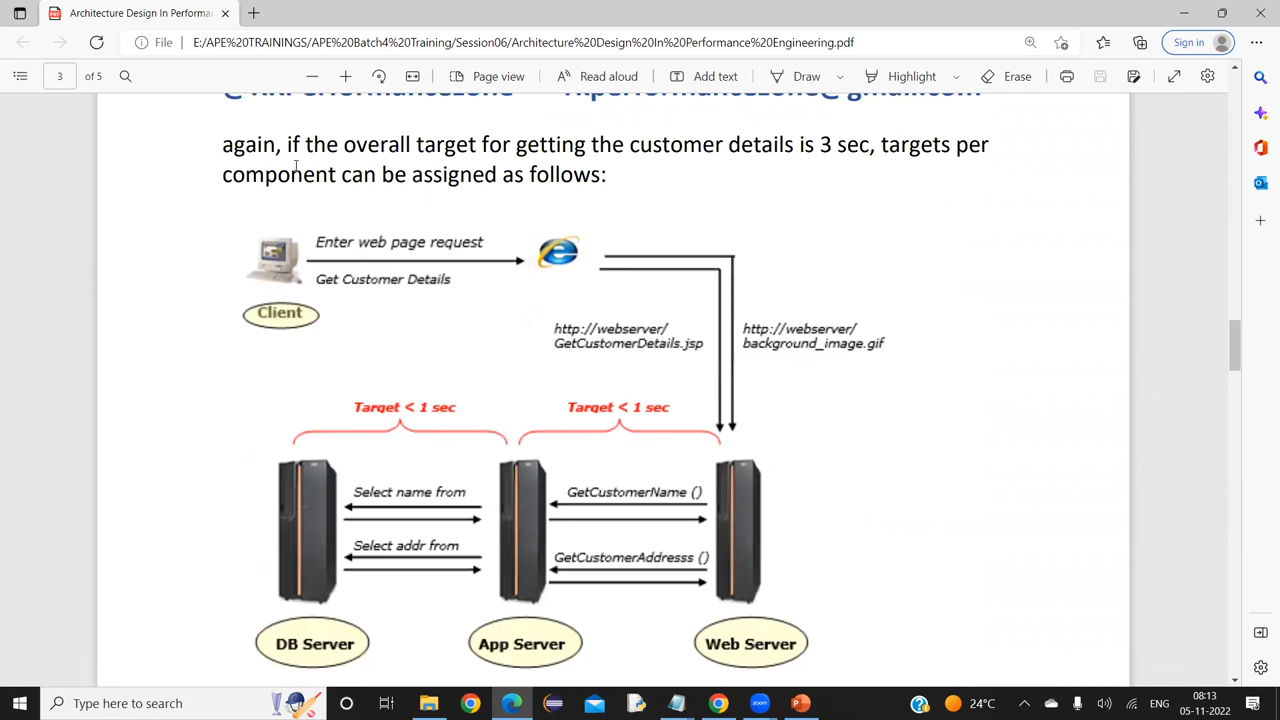 Architecture Design In Performa
File
E:/APE%20TRAININGS/APE%20Batch4%20Training/Session06/Architecture%20Design%20In%20Performance%20Engineering.pdf
Sign in
3 of 5
Page view
Read aloud
Add text
Draw
Highlight
Erase
again, if the overall target for getting the customer details is 3 sec, targets per
component can be assigned as follows:
Enter web page request
Get Customer Details
Client
http://webserver/
GetCustomerDetails.jsp
http://webserver/
background_image.gif
Target < 1 sec
Target < 1 sec
Select name from
GetCustomerName ()
Select addr from
GetCustomerAddresss ()
DB Server
App Server
Web Server
Type here to search
zoom
24°C
ENG
08:13
05-11-2022